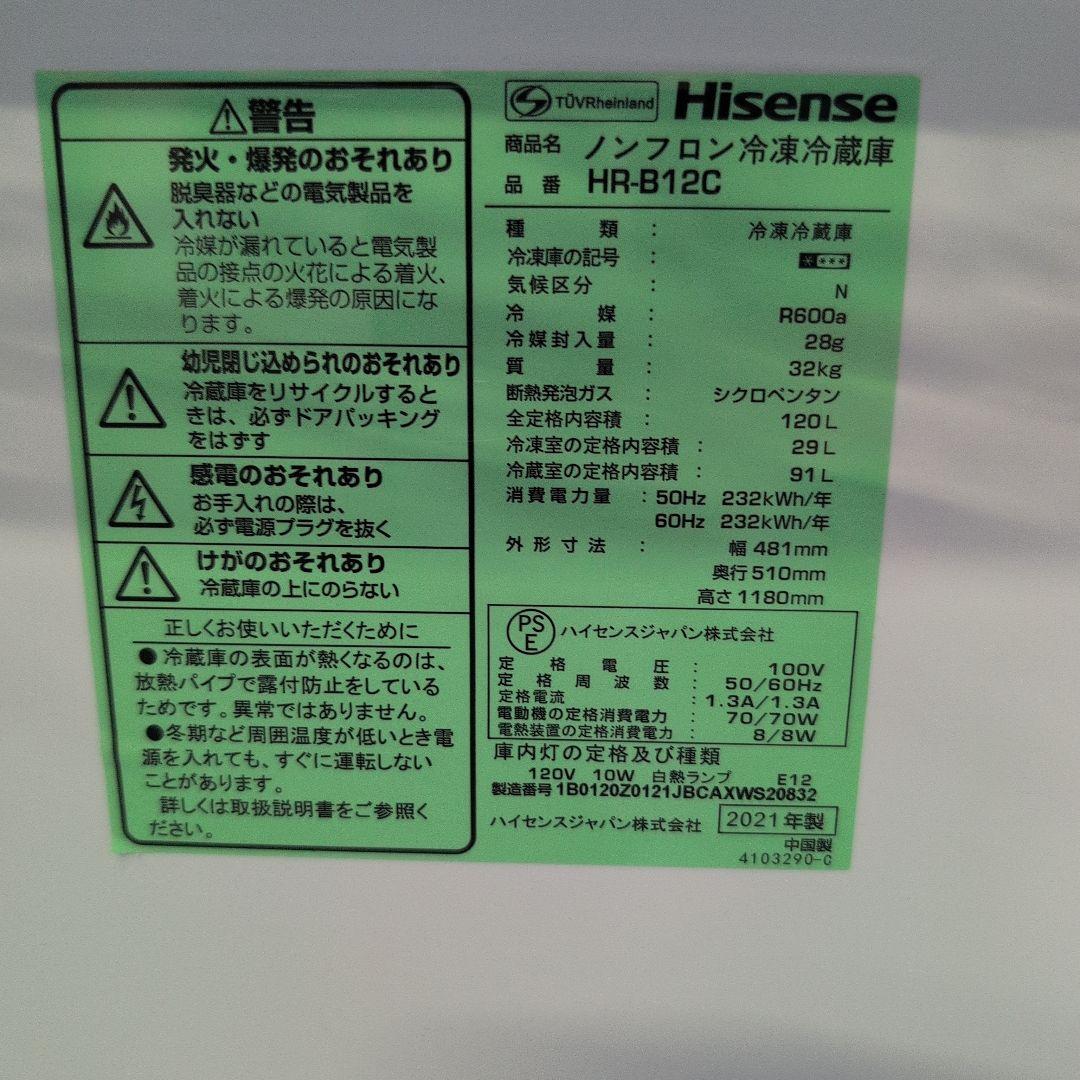 警告
発火・爆発のおそれあり
脱臭器などの電気製品を
入れない
冷媒が漏れていると電気製
品の接点の火花による着火、
着火による爆発の原因にな
ります。
幼児閉じ込められのおそれあり
冷蔵庫をリサイクルすると
きは、必ずドアパッキング
をはずす
感電のおそれあり
お手入れの際は、
必ず電源プラグを抜く
けがのおそれあり
冷蔵庫の上にのらない
正しくお使いいただくために
●冷蔵庫の表面が熱くなるのは、
放熱パイプで露付防止をしている
ためです。異常ではありません。
●冬期など周囲温度が低いとき電
源を入れても、すぐに運転しない
ことがあります。
詳しくは取扱説明書をご参照く
ださい。
TÜVRheinland Hisense
商品名 ノンフロン冷凍冷蔵庫
品番 HR-B12C
種類 : 冷凍冷蔵庫
冷凍庫の記号 : * ***
気候区分 : N
冷媒 : R600a
冷媒封入量 : 28g
質量 : 32kg
断熱発泡ガス : シクロペンタン
全定格内容積 : 120L
冷凍室の定格内容積 : 29L
冷蔵室の定格内容積 : 91L
消費電力量 : 50Hz 232kWh/年
60Hz 232kWh/年
外形寸法 : 幅 481mm
奥行 510mm
高さ 1180mm
PSE ハイセンスジャパン株式会社
定格電圧 : 100V
定格周波数 : 50/60Hz
定格電流 : 1.3A/1.3A
電動機の定格消費電力 : 70/70W
電熱装置の定格消費電力 : 8/8W
庫内灯の定格及び種類
120V 10W 白熱ランプ E12
製造番号 1B0120Z0121JBCAXWS20832
ハイセンスジャパン株式会社 2021年製
中国製
4103290-C